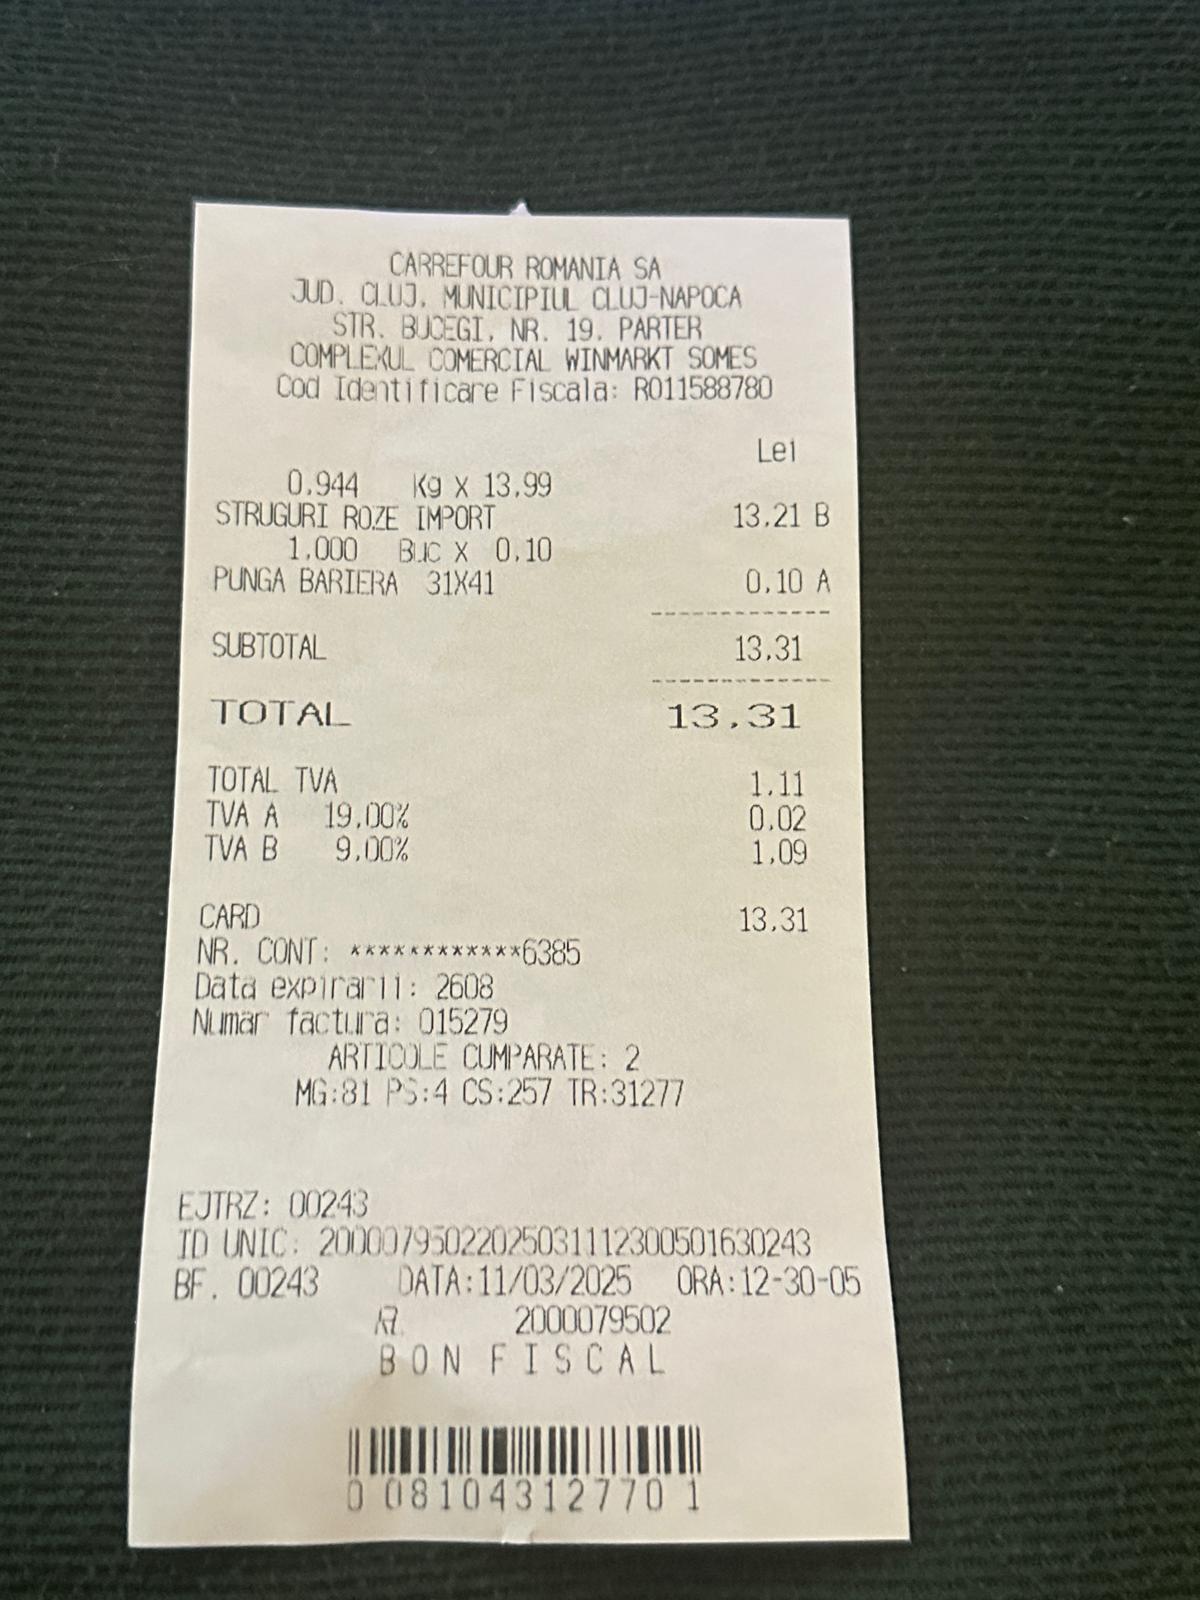 CARREFOUR ROMANIA SA
JUD. CLUJ, MUNICIPIUL CLUJ-NAPOCA
STR. BUCEGI, NR. 19, PARTER
COMPLEXUL COMERCIAL WINMARKT SOMES
Cod Identificare Fiscala: RO11588780
Lei
0.944 Kg X 13.99
STRUGURI ROZE IMPORT 13.21 B
1.000 Buc X 0.10
PUNGA BARIERA 31X41 0.10 A
SUBTOTAL 13.31
TOTAL 13.31
TOTAL TVA 1.11
TVA A 19.00% 0.02
TVA B 9.00% 1.09
CARD 13.31
NR. CONT: ************6385
Data expirarii: 2608
Numar factura: 015279
ARTICOLE CUMPARATE: 2
MG:81 PS:4 CS:257 TR:31277
EJTRZ: 00243
ID UNIC: 2000079502202503111230050163​0243
BF. 00243 DATA:11/03/2025 ORA:12-30-05
2000079502
BON FISCAL
0 08104312770 1